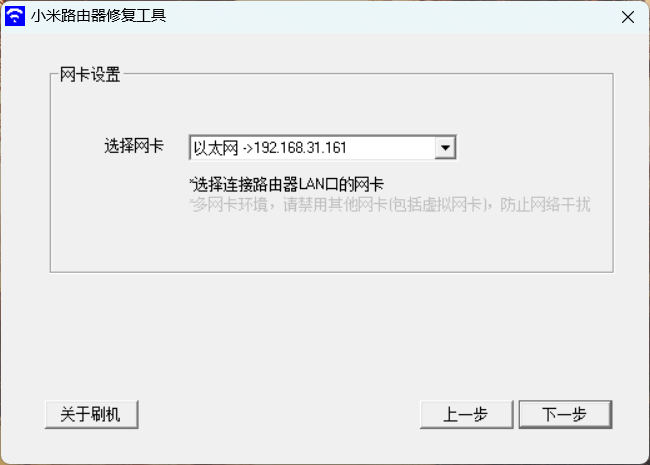 小米路由器修复工具
网卡设置
选择网卡
以太网 ->192.168.31.161
*选择连接路由器LAN口的网卡
*多网卡环境，请禁用其他网卡(包括虚拟网卡)，防止网络干扰
关于刷机
上一步
下一步